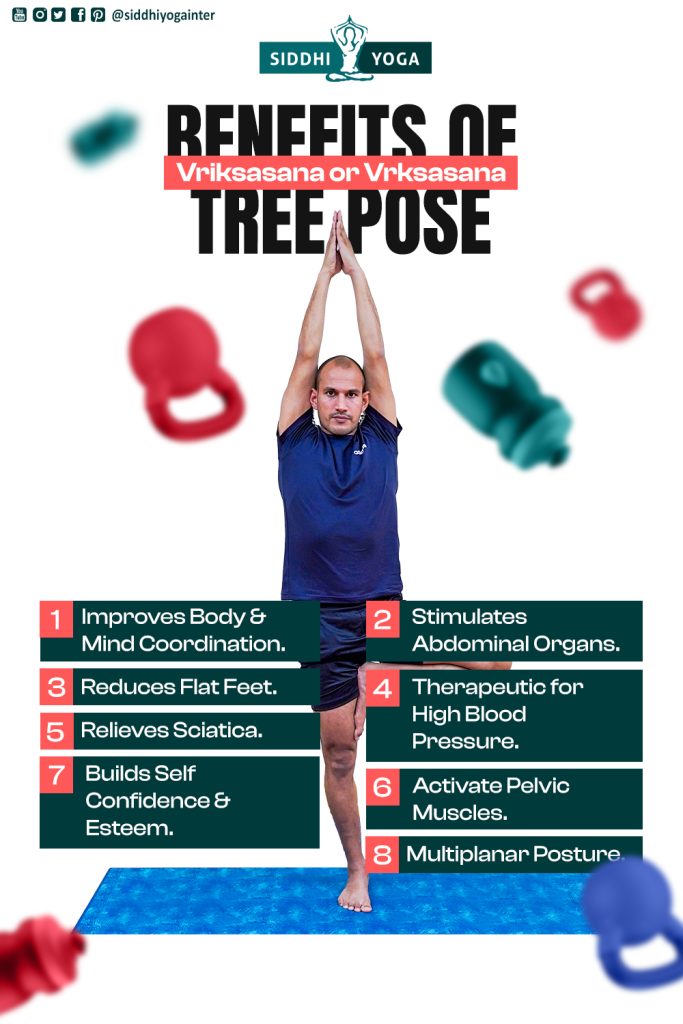 @siddhiyogainter
SIDDHI YOGA
BENEFITS OF
Vriksasana or Vrksasana
TREE POSE
1 Improves Body &
Mind Coordination.
2 Stimulates
Abdominal Organs.
3 Reduces Flat Feet.
4 Therapeutic for
High Blood
Pressure.
5 Relieves Sciatica.
6 Activate Pelvic
Muscles.
7 Builds Self
Confidence &
Esteem.
8 Multiplanar Posture.